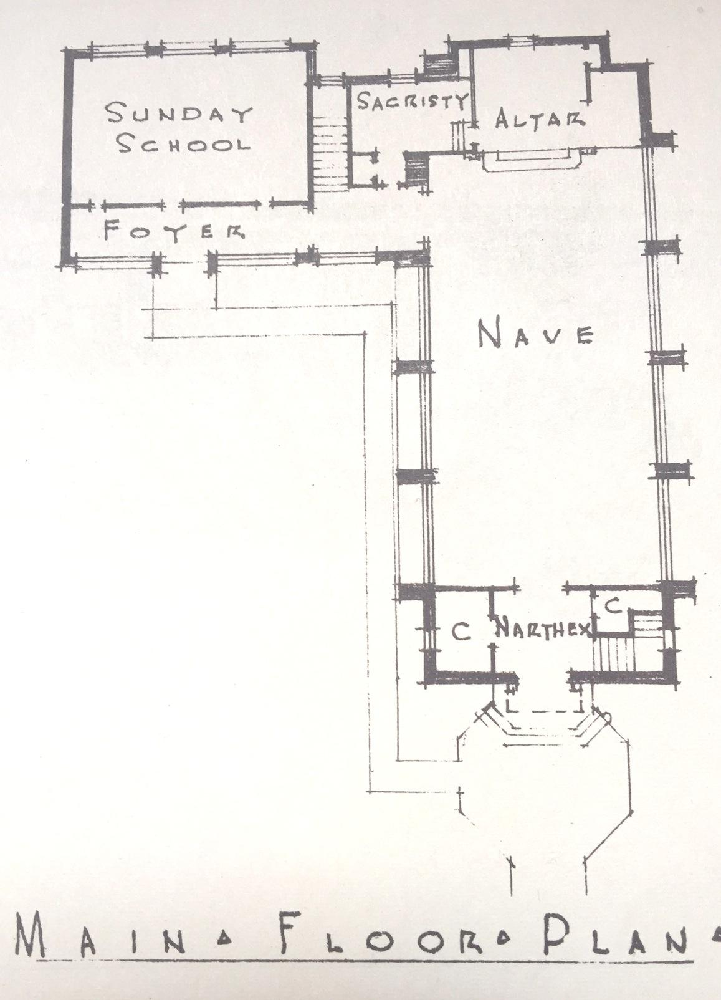 SUNDAY
SCHOOL
SACRISTY
ALTAR
FOYER
NAVE
C
C
NARTHEX
MAIN FLOOR PLAN